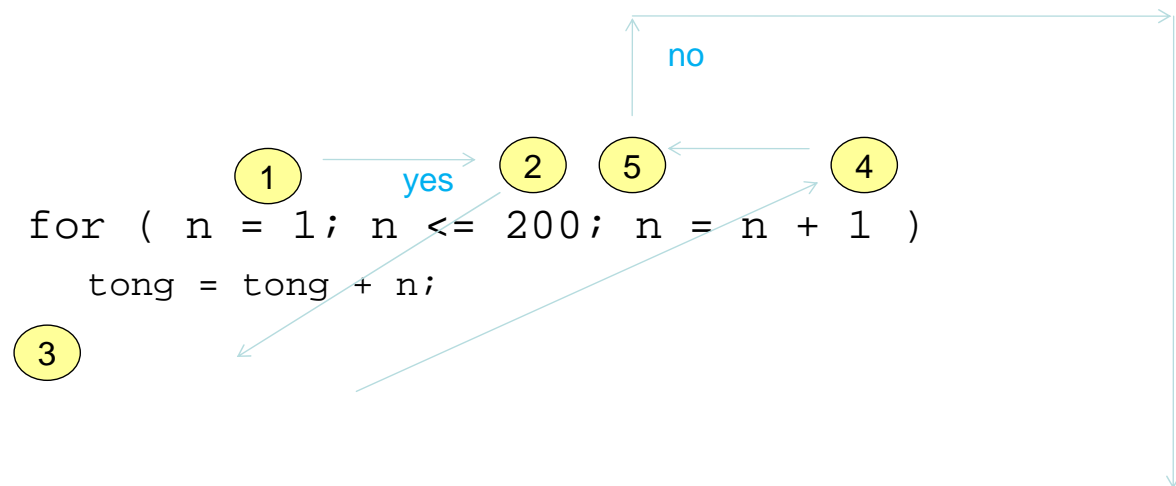 no
1 2 5 4
yes
for ( n = 1; n <= 200; n = n + 1 )
tong = tong + n;
3